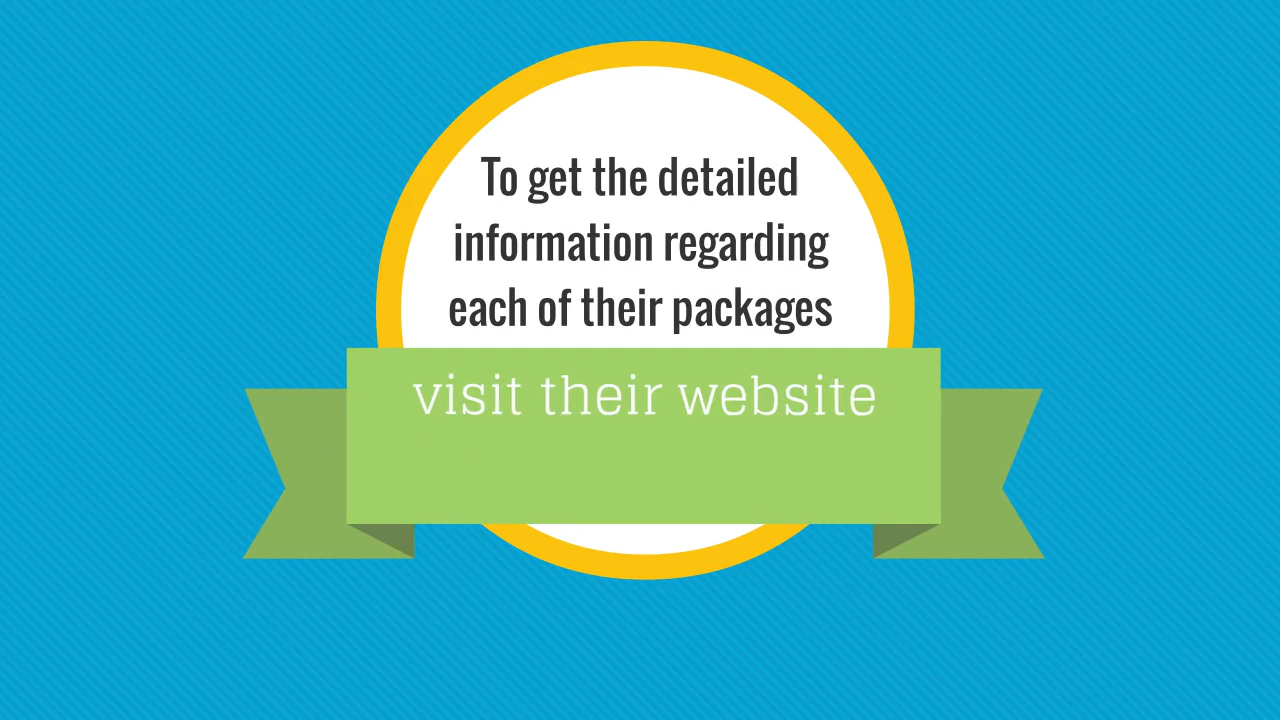 To get the detailed
information regarding
each of their packages
visit their website